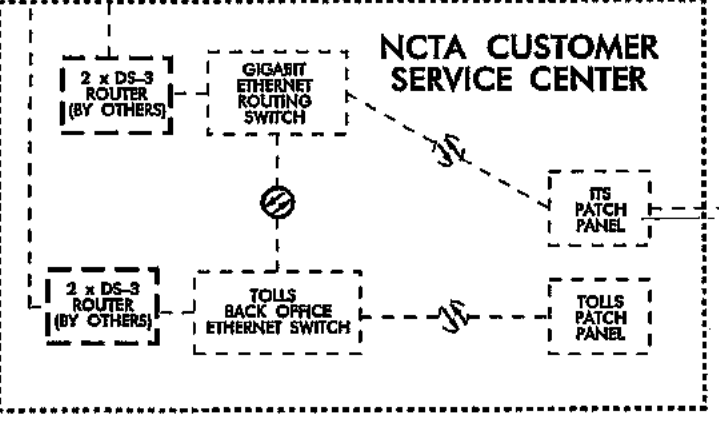 NCTA CUSTOMER
SERVICE CENTER
2 x DS-3
ROUTER
(BY OTHERS)
GIGABIT
ETHERNET
ROUTING
SWITCH
ITS
PATCH
PANEL
2 x DS-3
ROUTER
(BY OTHERS)
TOLLS
BACK OFFICE
ETHERNET SWITCH
TOLLS
PATCH
PANEL